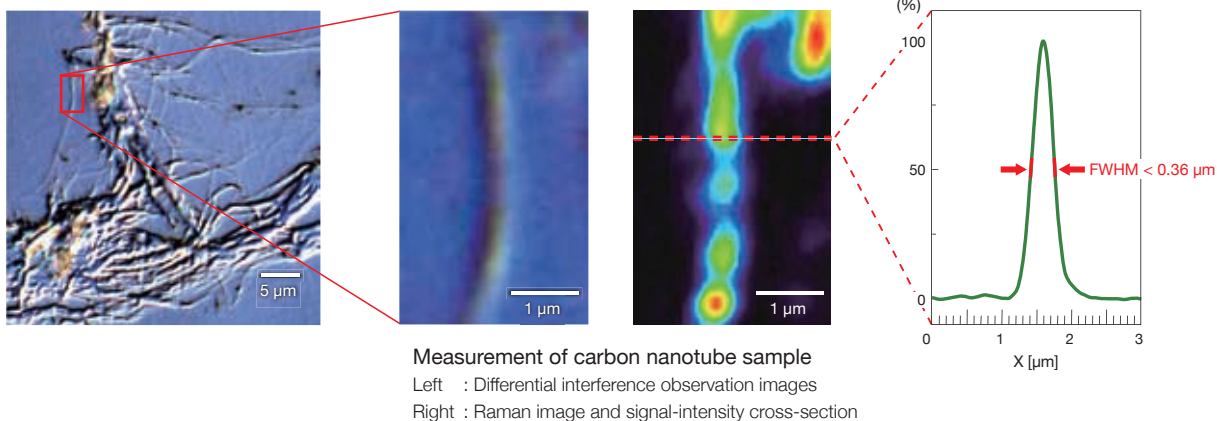 5 µm
1 µm
1 µm
(%)
100
50
0
FWHM < 0.36 µm
0
1
2
3
X [µm]
Measurement of carbon nanotube sample
Left : Differential interference observation images
Right : Raman image and signal-intensity cross-section